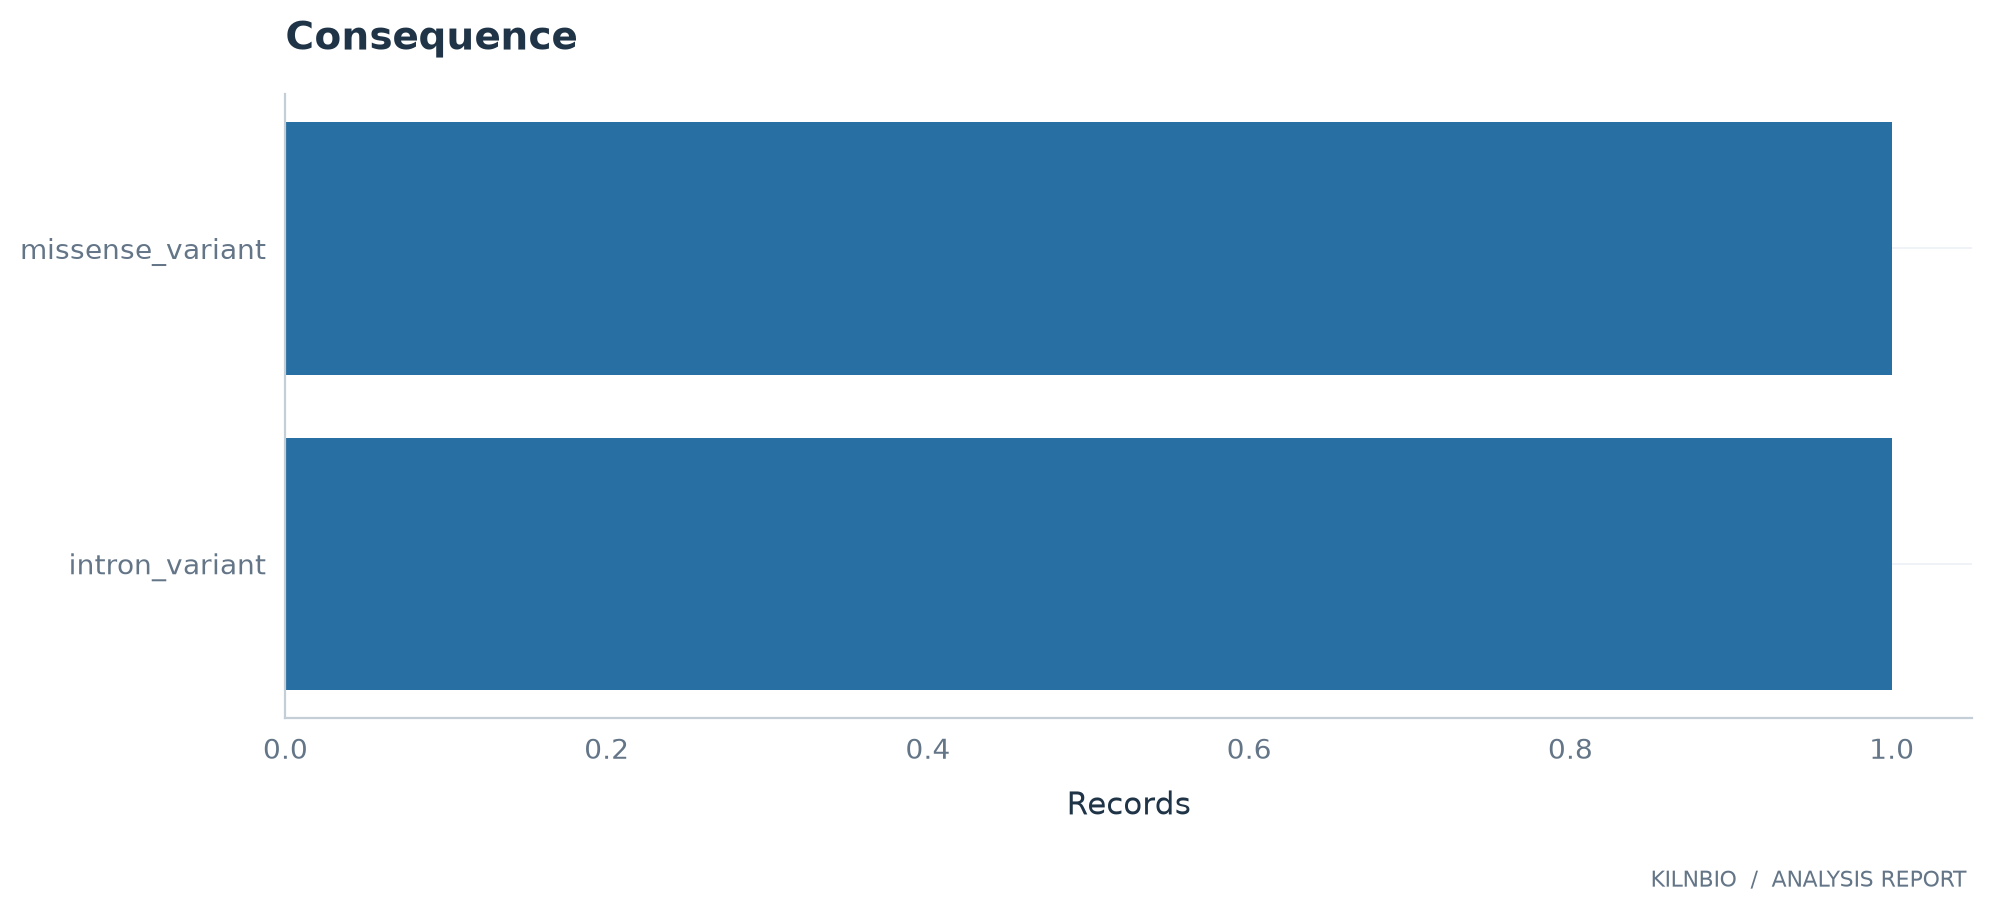 Consequence
missense_variant
intron_variant
0.0 0.2 0.4 0.6 0.8 1.0
Records
KILNBIO / ANALYSIS REPORT